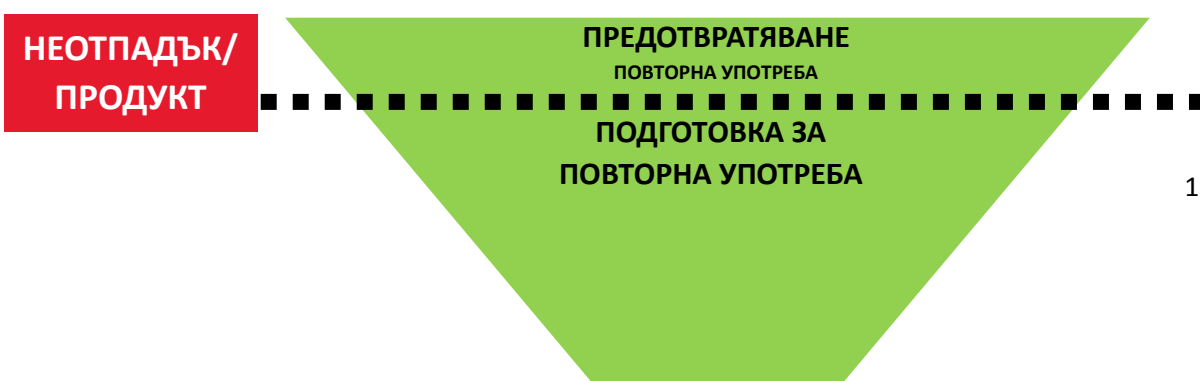 НЕОТПАДЪК/
ПРОДУКТ
ПРЕДОТВРАТЯВАНЕ
ПОВТОРНА УПОТРЕБА
ПОДГОТОВКА ЗА
ПОВТОРНА УПОТРЕБА
1